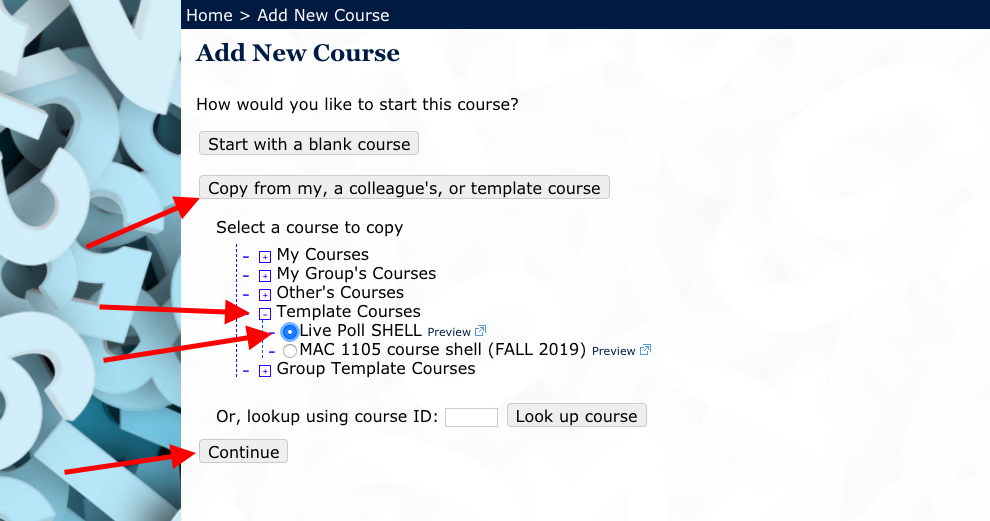 Home > Add New Course
Add New Course
How would you like to start this course?
Start with a blank course
Copy from my, a colleague's, or template course
Select a course to copy
My Courses
My Group's Courses
Other's Courses
Template Courses
Live Poll SHELL Preview
MAC 1105 course shell (FALL 2019) Preview
Group Template Courses
Or, lookup using course ID: Look up course
Continue